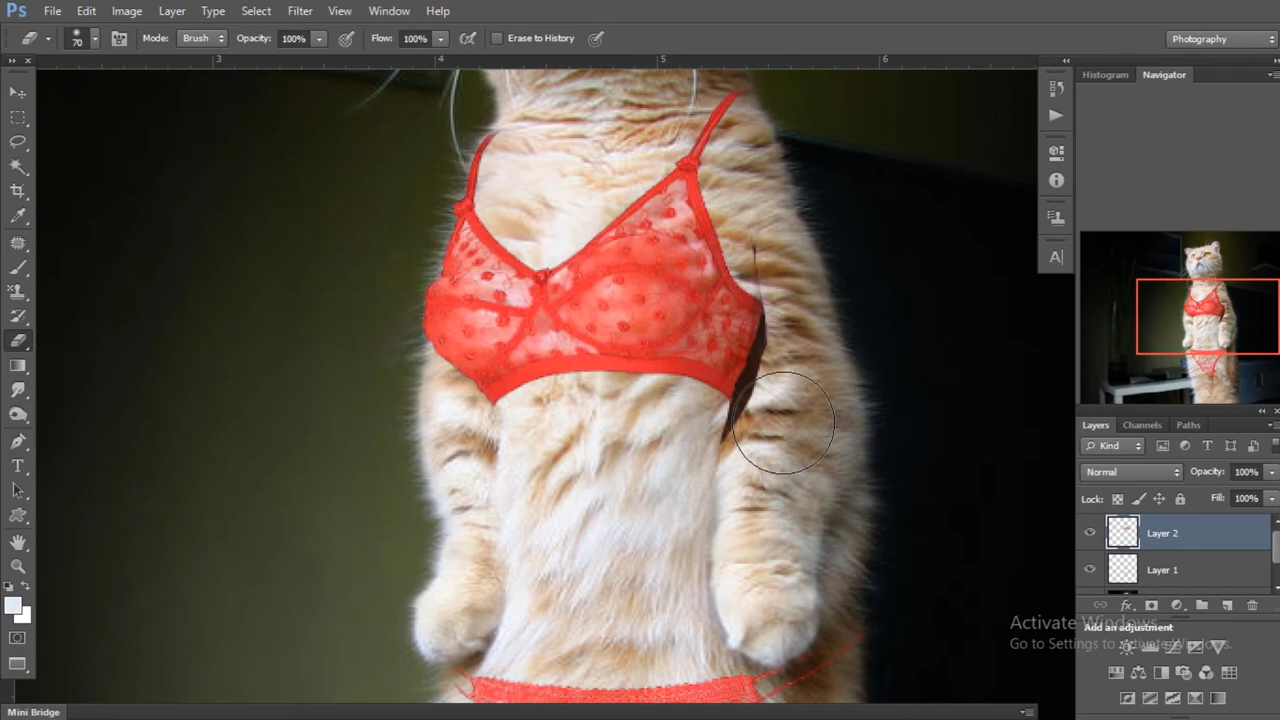 Ps File Edit Image Layer Type Select Filter View Window Help
70 Mode: Brush Opacity: 100% Flow: 100% Erase to History Photography
3 4 5 6
Histogram Navigator
A|
Layers Channels Paths
Kind
Normal Opacity: 100%
Lock: Fill: 100%
Layer 2
Layer 1
Activate Windows
Add an adjustment
Go to Settings to activate Windows.
Mini Bridge